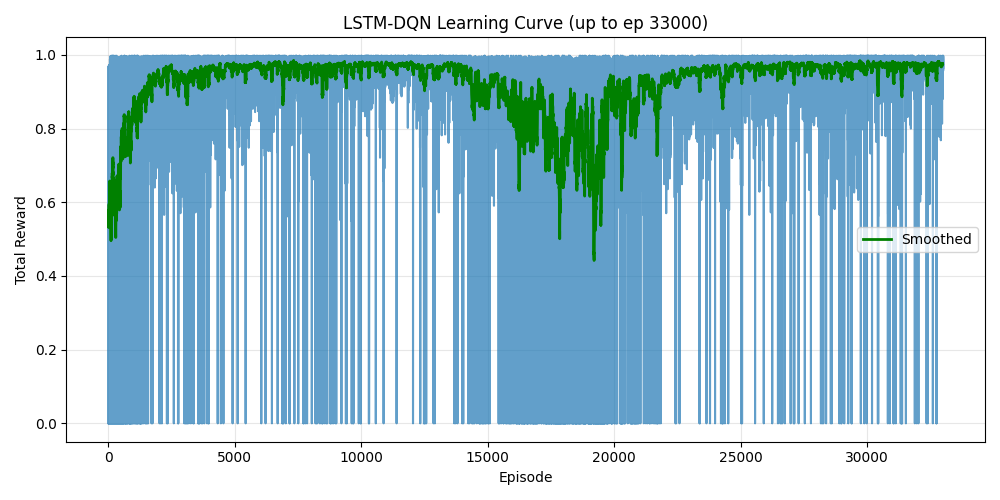 LSTM-DQN Learning Curve (up to ep 33000)
Total Reward
1.0
0.8
0.6
0.4
0.2
0.0
Smoothed
0 5000 10000 15000 20000 25000 30000
Episode